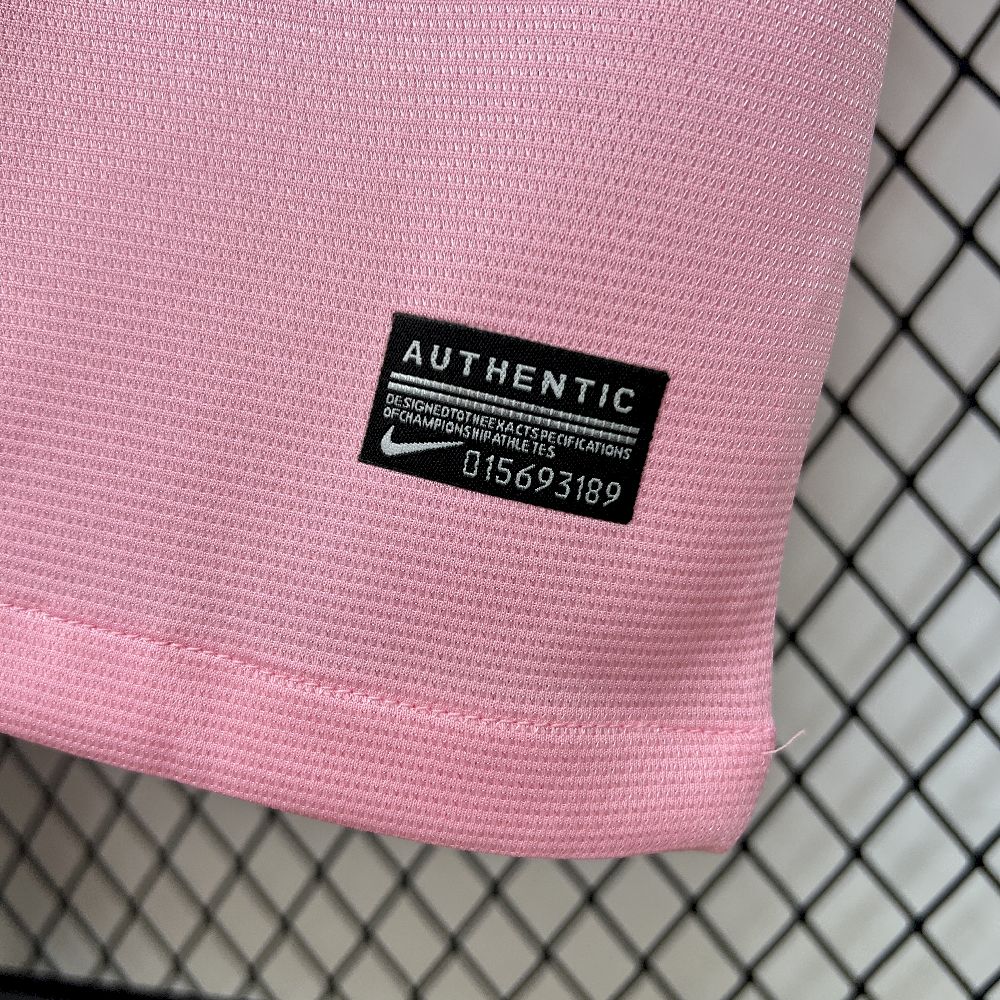 AUTHENTIC
DESIGNEDTOTHEEXACTSPECIFICATIONS
OFCHAMPIONSHIPATHLETES
015693189